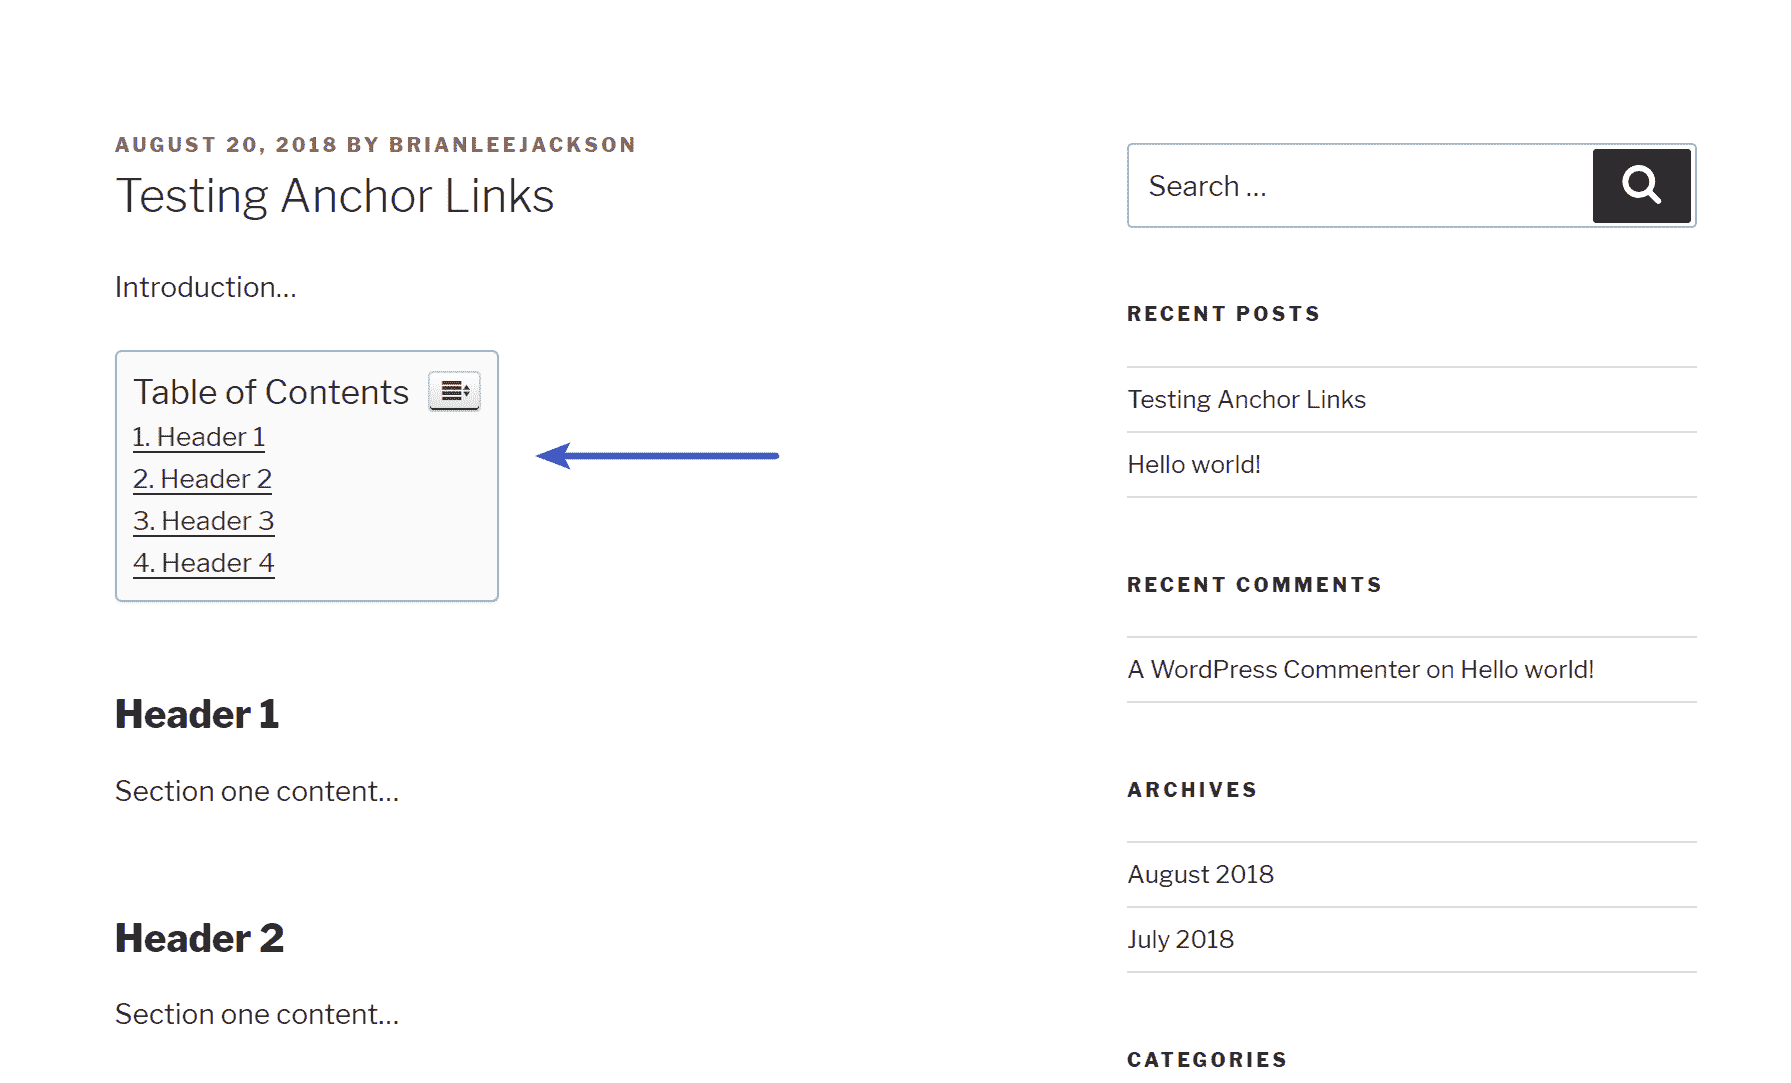 AUGUST 20, 2018 BY BRIANLEEJACKSON
Testing Anchor Links
Introduction…
Table of Contents
1. Header 1
2. Header 2
3. Header 3
4. Header 4
Header 1
Section one content…
Header 2
Section one content…
Search …
RECENT POSTS
Testing Anchor Links
Hello world!
RECENT COMMENTS
A WordPress Commenter on Hello world!
ARCHIVES
August 2018
July 2018
CATEGORIES